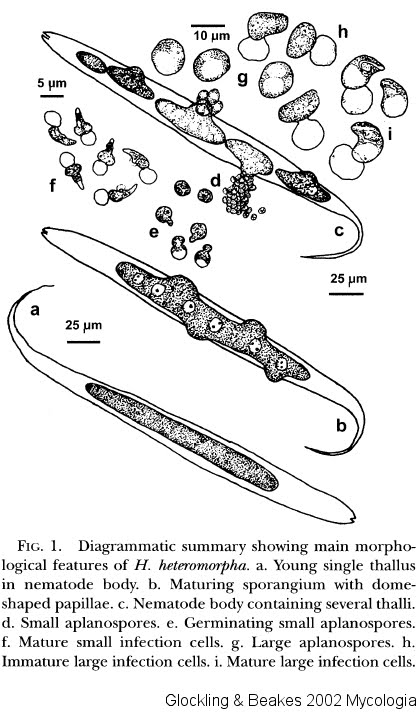 10 µm
h
g
5 µm
i
f
d
e
c
25 µm
a
25 µm
b
FIG. 1. Diagrammatic summary showing main morpho-
logical features of H. heteromorpha. a. Young single thallus
in nematode body. b. Maturing sporangium with dome-
shaped papillae. c. Nematode body containing several thalli.
d. Small aplanospores. e. Germinating small aplanospores.
f. Mature small infection cells. g. Large aplanospores. h.
Immature large infection cells. i. Mature large infection cells.
Glockling & Beakes 2002 Mycologia